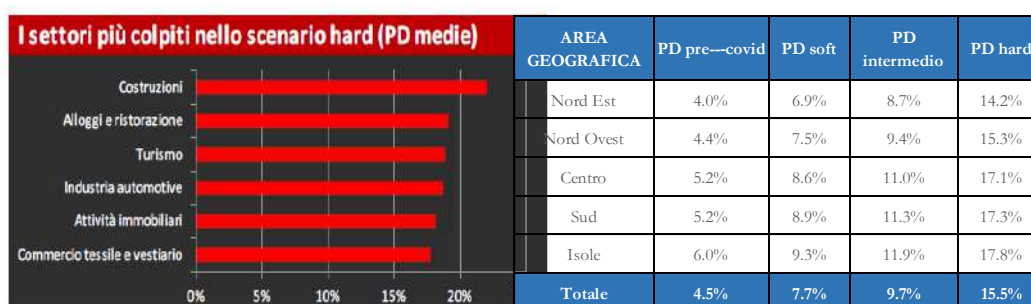 I settori più colpiti nello scenario hard (PD medie)
Costruzioni
Alloggi e ristorazione
Turismo
Industria automotive
Attività immobiliari
Commercio tessile e vestiario
0% 5% 10% 15% 20%
AREA GEOGRAFICA PD pre---covid PD soft PD intermedio PD hard
Nord Est 4.0% 6.9% 8.7% 14.2%
Nord Ovest 4.4% 7.5% 9.4% 15.3%
Centro 5.2% 8.6% 11.0% 17.1%
Sud 5.2% 8.9% 11.3% 17.3%
Isole 6.0% 9.3% 11.9% 17.8%
Totale 4.5% 7.7% 9.7% 15.5%